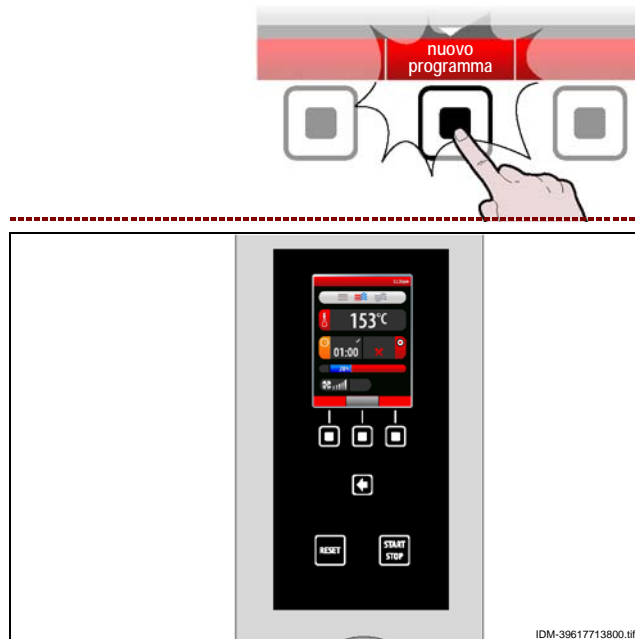 nuovo
programma
153°C
01:00
RESET
START
STOP
IDM-39617713800.tif